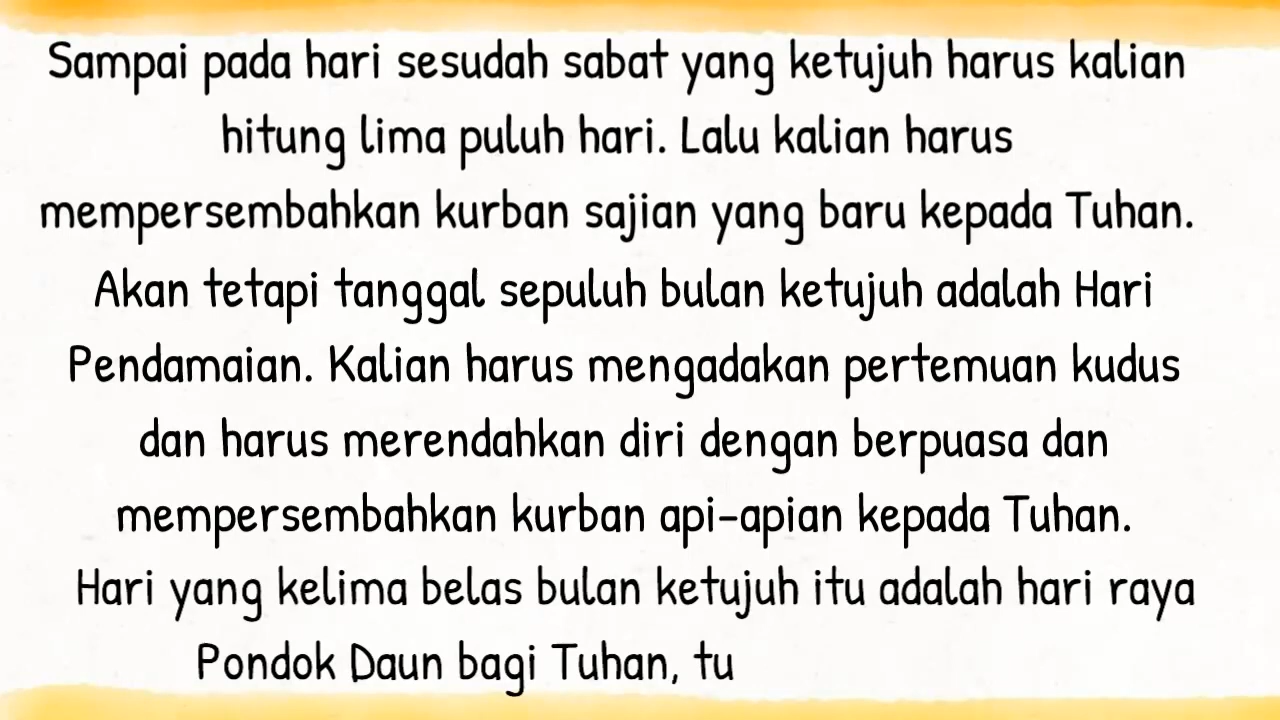 Sampai pada hari sesudah sabat yang ketujuh harus kalian
hitung lima puluh hari. Lalu kalian harus
mempersembahkan kurban sajian yang baru kepada Tuhan.
Akan tetapi tanggal sepuluh bulan ketujuh adalah Hari
Pendamaian. Kalian harus mengadakan pertemuan kudus
dan harus merendahkan diri dengan berpuasa dan
mempersembahkan kurban api-apian kepada Tuhan.
Hari yang kelima belas bulan ketujuh itu adalah hari raya
Pondok Daun bagi Tuhan, tu